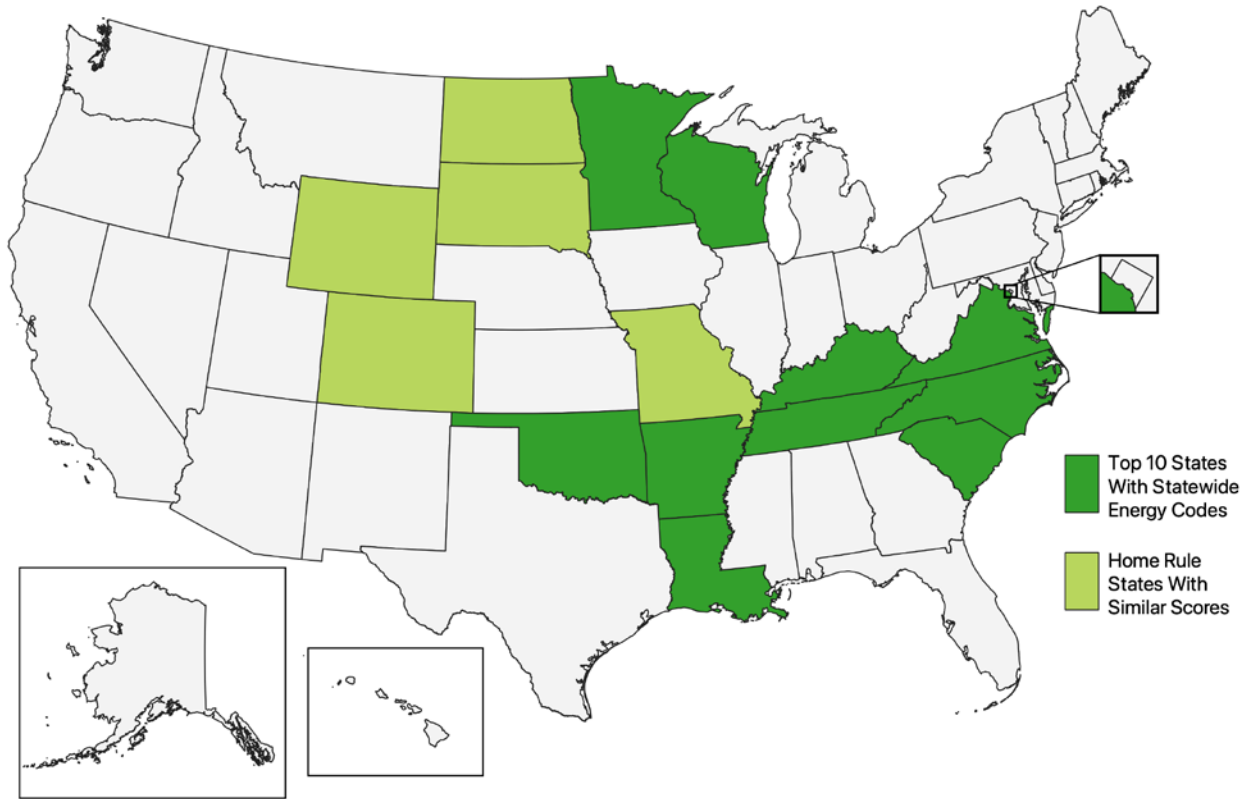 Top 10 States
With Statewide
Energy Codes
Home Rule
States With
Similar Scores